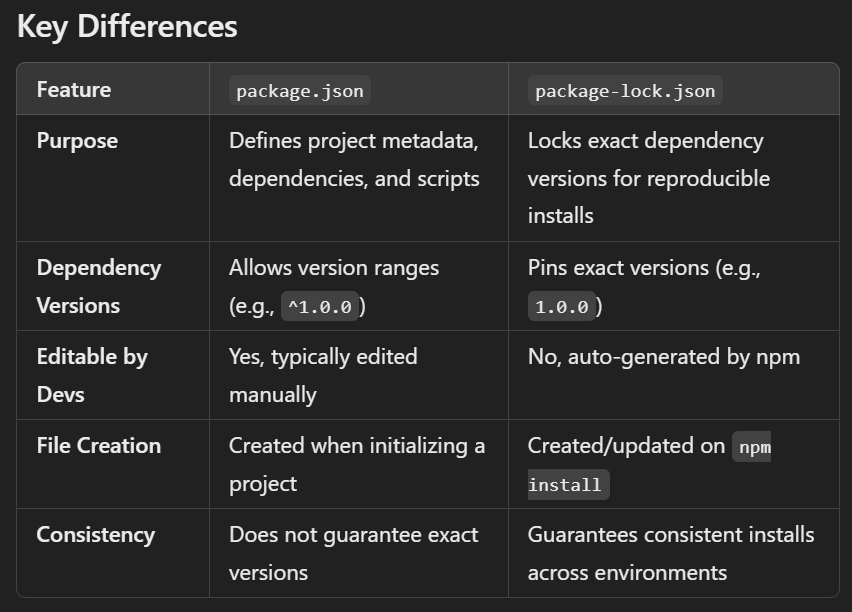 Key Differences
Feature package.json package-lock.json
Purpose Defines project metadata, Locks exact dependency
dependencies, and scripts versions for reproducible
installs
Dependency Allows version ranges Pins exact versions (e.g.,
Versions (e.g., ^1.0.0) 1.0.0)
Editable by Yes, typically edited No, auto-generated by npm
Devs manually
File Creation Created when initializing a Created/updated on npm
project install
Consistency Does not guarantee exact Guarantees consistent installs
versions across environments